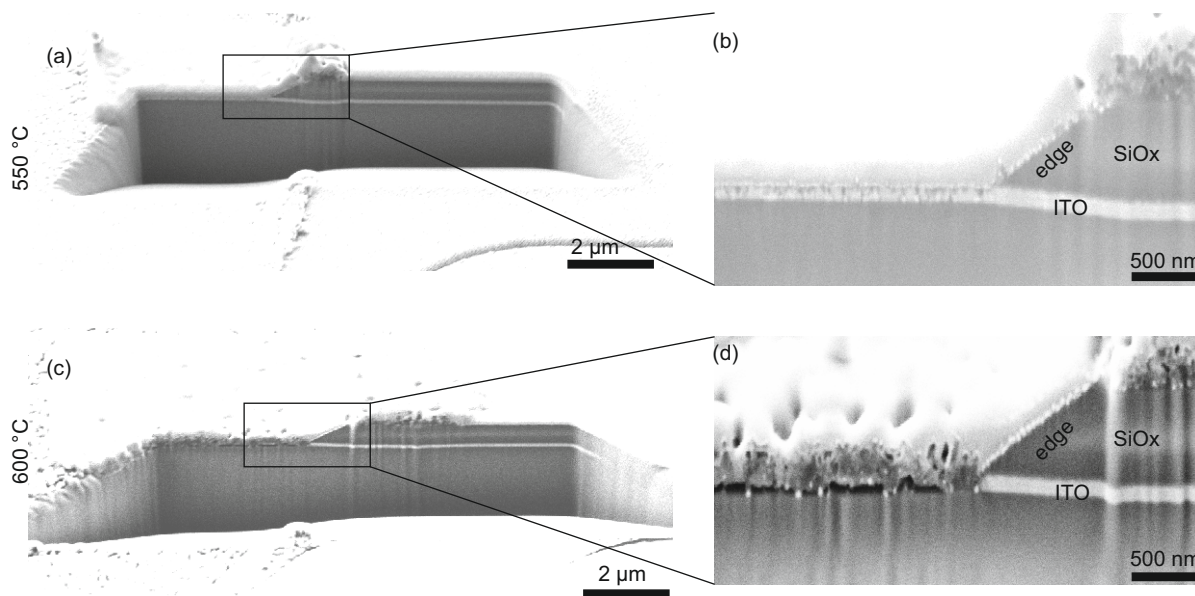 (a)
550 °C
2 µm
(b)
edge
SiOx
ITO
500 nm
(c)
600 °C
2 µm
(d)
edge
SiOx
ITO
500 nm